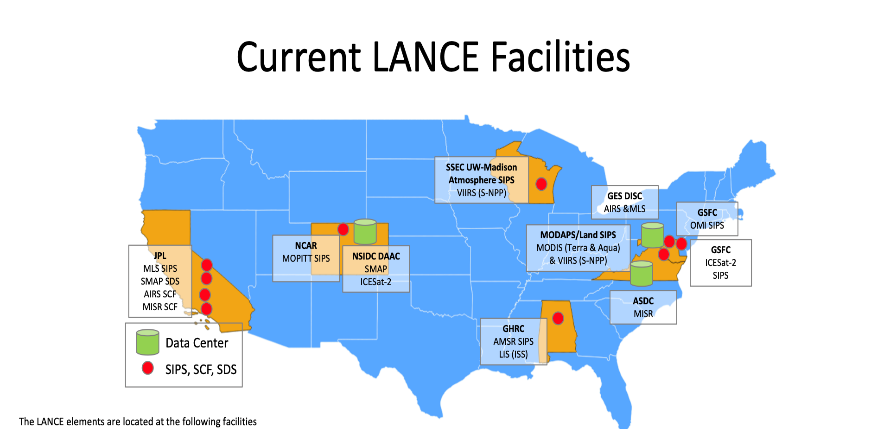 Current LANCE Facilities
SSEC UW-Madison
Atmosphere SIPS
VIIRS (S-NPP)
GES DISC
AIRS &MLS
GSFC
OMI SIPS
MODAPS/Land SIPS
MODIS (Terra & Aqua)
& VIIRS (S-NPP)
GSFC
ICESat-2
SIPS
NCAR
MOPITT SIPS
NSIDC DAAC
SMAP
ICESat-2
JPL
MLS SIPS
SMAP SDS
AIRS SCF
MISR SCF
ASDC
MISR
GHRC
AMSR SIPS
LIS (ISS)
Data Center
SIPS, SCF, SDS
The LANCE elements are located at the following facilities